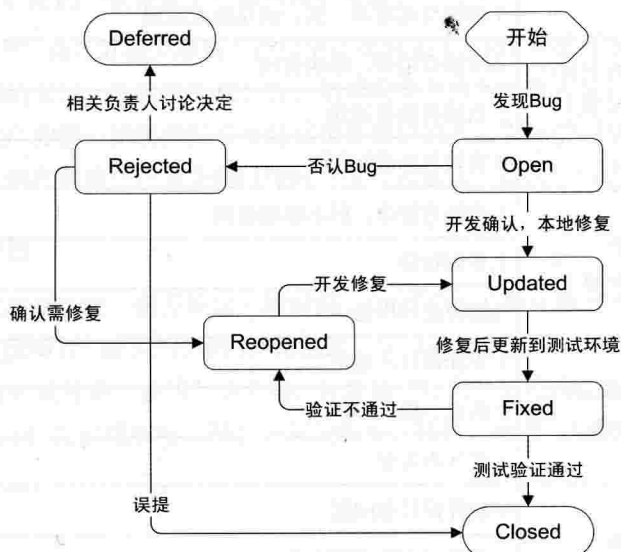 Deferred
开始
相关负责人讨论决定
发现Bug
Rejected
否认Bug
Open
开发确认，本地修复
开发修复
Updated
确认需修复
Reopened
修复后更新到测试环境
验证不通过
Fixed
测试验证通过
误提
Closed